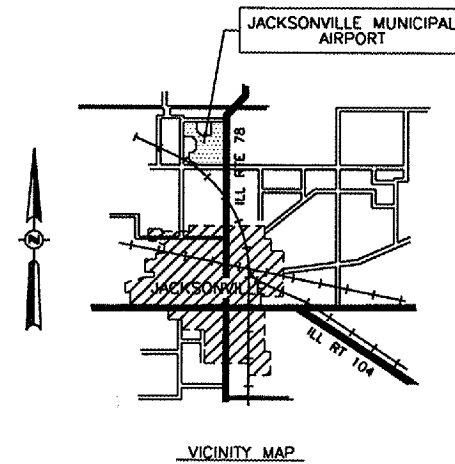 JACKSONVILLE MUNICIPAL
AIRPORT
ILL RTE 78
N
JACKSONVILLE
ILL RT 104
VICINITY MAP